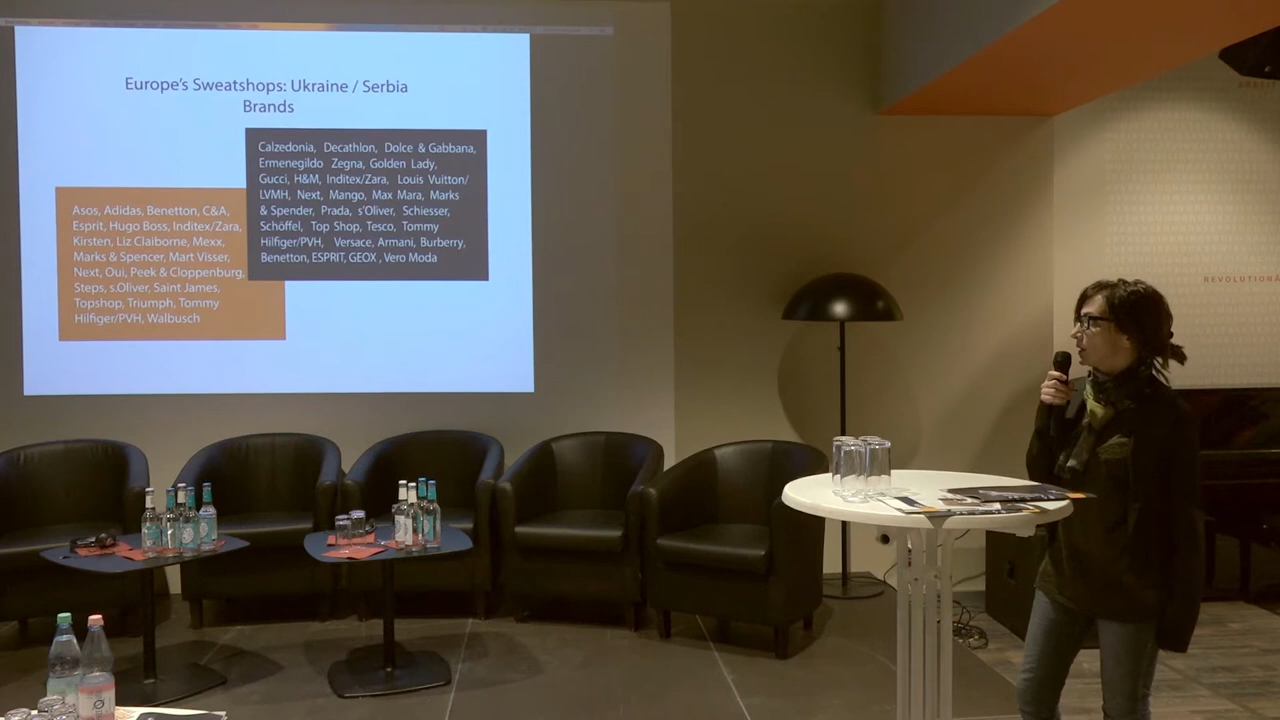 Europe's Sweatshops: Ukraine / Serbia
Brands
Calzedonia, Decathlon, Dolce & Gabbana,
Ermenegildo Zegna, Golden Lady,
Gucci, H&M, Inditex/Zara, Louis Vuitton/
LVMH, Next, Mango, Max Mara, Marks
& Spender, Prada, s'Oliver, Schiesser,
Schöffel, Top Shop, Tesco, Tommy
Hilfiger/PVH, Versace, Armani, Burberry,
Benetton, ESPRIT, GEOX , Vero Moda
Asos, Adidas, Benetton, C&A,
Esprit, Hugo Boss, Inditex/Zara,
Kirsten, Liz Claiborne, Mexx,
Marks & Spencer, Mart Visser,
Next, Oui, Peek & Cloppenburg,
Steps, s.Oliver, Saint James,
Topshop, Triumph, Tommy
Hilfiger/PVH, Walbusch
REVOLUTIONÄ